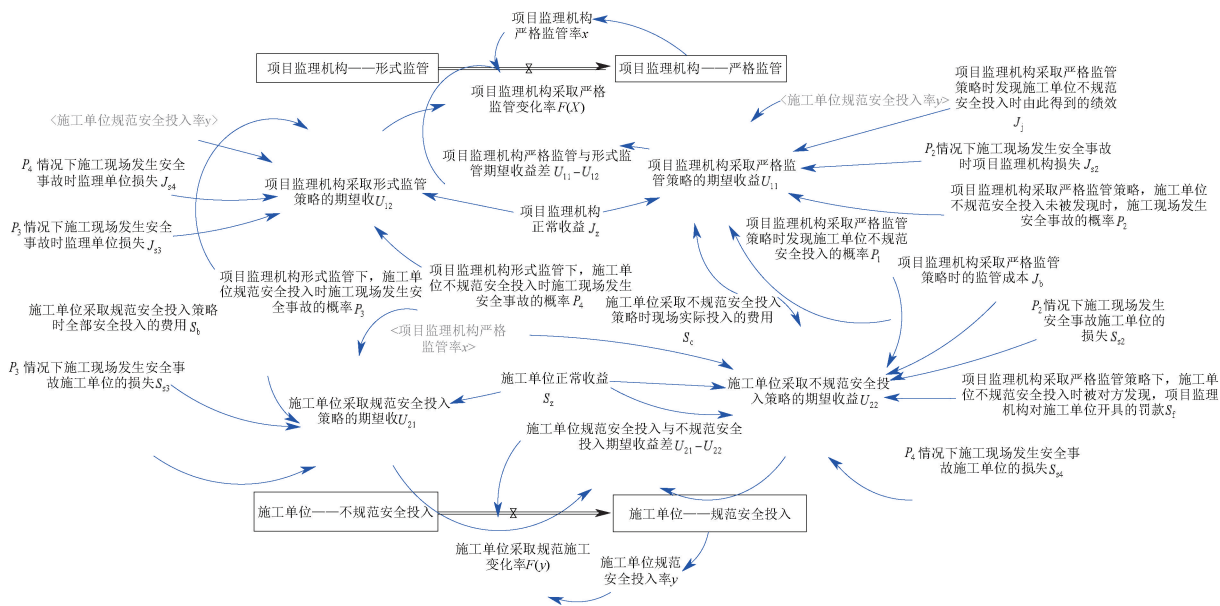 项目监理机构
严格监管率x
项目监理机构——形式监管
项目监理机构——严格监管
项目监理机构采取严格
监管变化率F(X)
<施工单位规范安全投入率y>
项目监理机构采取严格监管
策略时发现施工单位不规范
安全投入时由此得到的绩效
Jj
<施工单位规范安全投入率y>
P4 情况下施工现场发生安全
事故时监理单位损失 Js4
项目监理机构采取形式监管
策略的期望收U12
项目监理机构严格监管与形式监
管期望收益差 U11−U12
项目监理机构采取严格监
管策略的期望收益U11
P2情况下施工现场发生安全事故
时项目监理机构损失 Js2
P3 情况下施工现场发生安全
事故时监理单位损失 Js3
项目监理机构
正常收益 Jz
项目监理机构采取严格监管策略,施工单位
不规范安全投入未被发现时,施工现场发生
安全事故的概率 P2
项目监理机构采取严格监管
策略时发现施工单位不规范
安全投入的概率P1
项目监理机构形式监管下,施工单
位规范安全投入时施工现场发生安
全事故的概率 P3
项目监理机构形式监管下,施工单
位不规范安全投入时施工现场发生
安全事故的概率 P4
项目监理机构采取严格监管
策略时的监管成本 Jb
施工单位采取规范安全投入策略
时全部安全投入的费用 Sb
施工单位采取不规范安全投入
策略时现场实际投入的费用
Sc
P2情况下施工现场发生
安全事故施工单位的
损失 Ss2
<项目监理机构严格
监管率x>
P3 情况下施工现场发生安全事
故施工单位的损失Ss3
施工单位采取规范安全投入
策略的期望收U21
施工单位正常收益
Sz
施工单位采取不规范安全投
入策略的期望收益U22
项目监理机构采取严格监管策略下,施工单
位不规范安全投入时被对方发现,项目监理
机构对施工单位开具的罚款Sf
施工单位规范安全投入与不规范安全
投入期望收益差U21−U22
P4 情况下施工现场发生安全事
故施工单位的损失Ss4
施工单位——不规范安全投入
施工单位——规范安全投入
施工单位采取规范施工
变化率F(y)
施工单位规范
安全投入率y